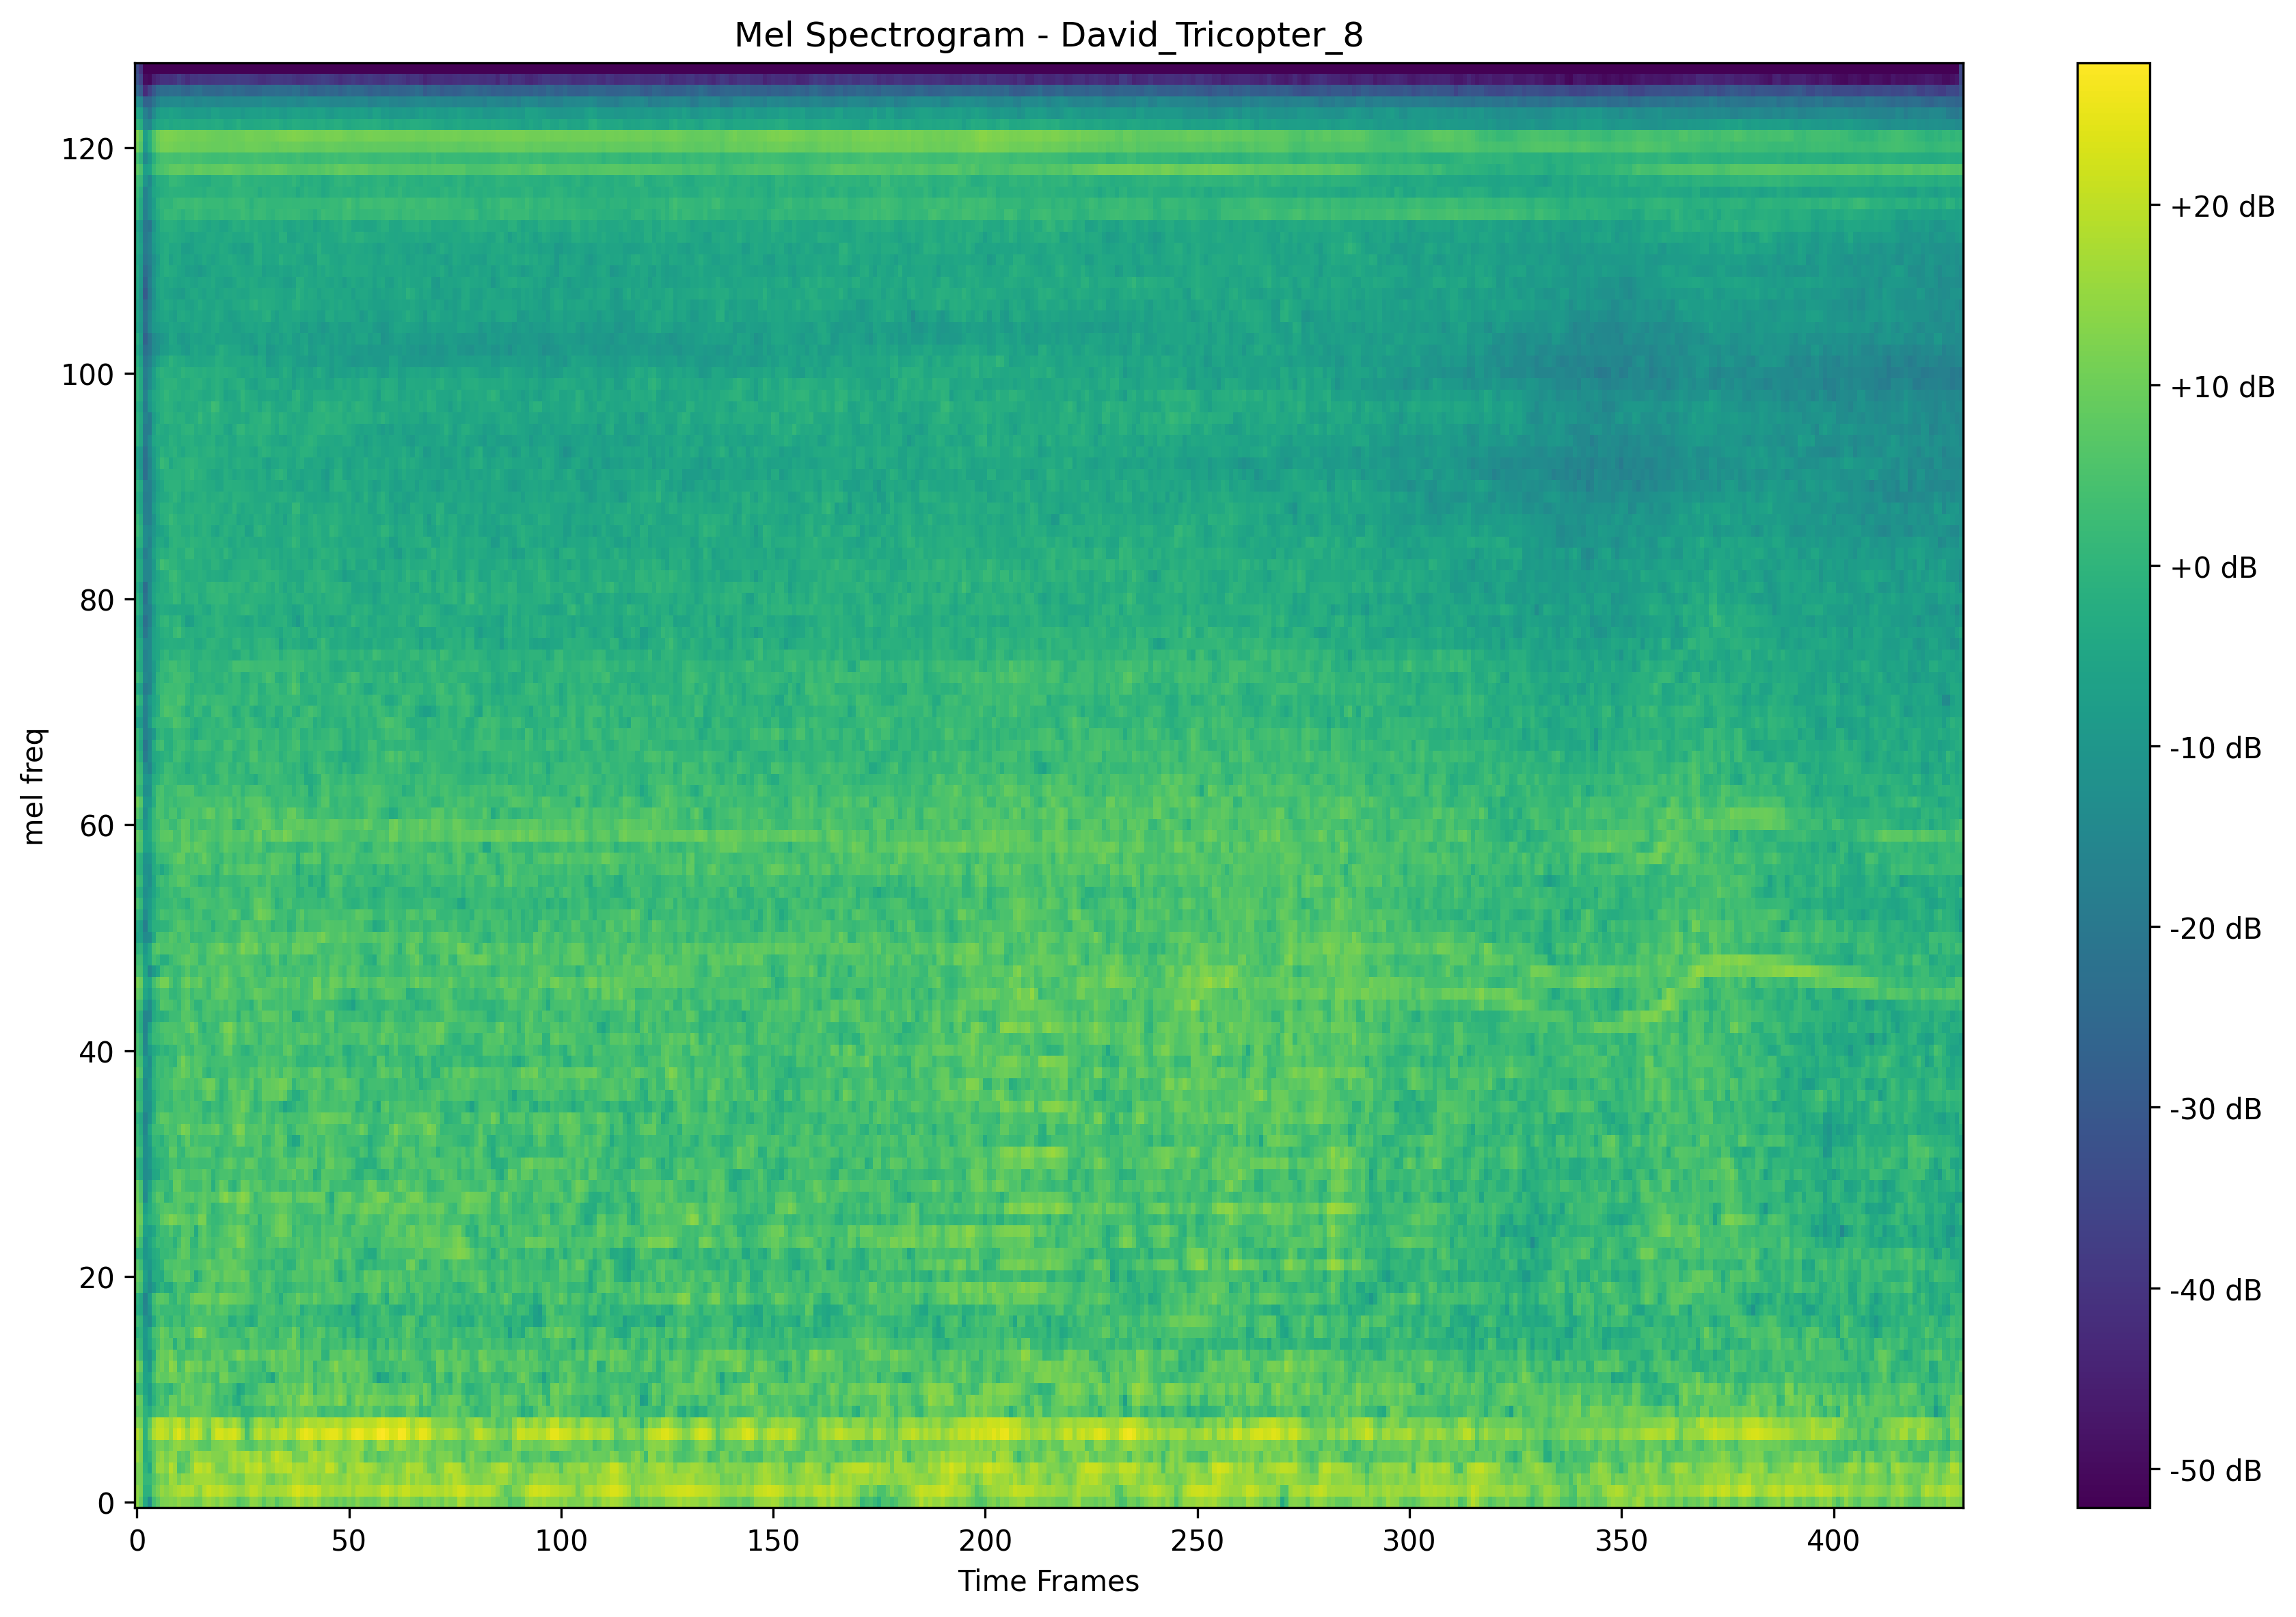 Mel Spectrogram - David_Tricopter_8
mel freq
120
100
80
60
40
20
0
0 50 100 150 200 250 300 350 400
Time Frames
+20 dB
+10 dB
+0 dB
-10 dB
-20 dB
-30 dB
-40 dB
-50 dB